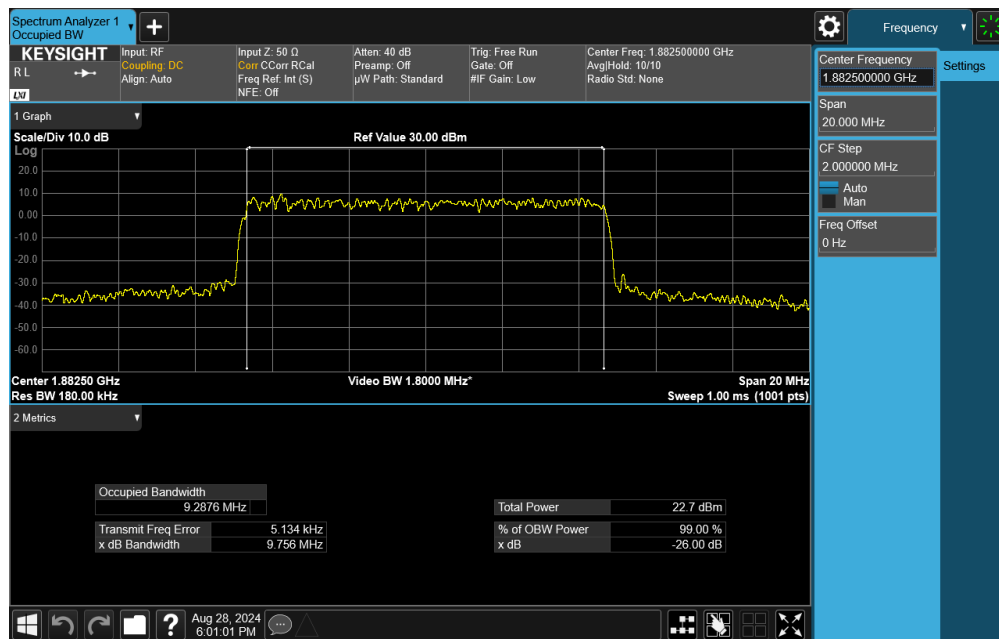 Spectrum Analyzer 1
Occupied BW
Frequency
KEYSIGHT
RL
LXI
Input: RF
Coupling: DC
Align: Auto
Input Z: 50 Ω
Corr CCorr RCal
Freq Ref: Int (S)
NFE: Off
Atten: 40 dB
Preamp: Off
µW Path: Standard
Trig: Free Run
Gate: Off
#IF Gain: Low
Center Freq: 1.882500000 GHz
Avg|Hold: 10/10
Radio Std: None
Center Frequency
1.882500000 GHz
Settings
Span
20.000 MHz
CF Step
2.000000 MHz
Auto
Man
Freq Offset
0 Hz
1 Graph
Scale/Div 10.0 dB
Ref Value 30.00 dBm
Log
20.0
10.0
0.00
-10.0
-20.0
-30.0
-40.0
-50.0
-60.0
Center 1.88250 GHz
Video BW 1.8000 MHz*
Span 20 MHz
Res BW 180.00 kHz
Sweep 1.00 ms (1001 pts)
2 Metrics
Occupied Bandwidth
9.2876 MHz
Total Power 22.7 dBm
Transmit Freq Error 5.134 kHz
% of OBW Power 99.00 %
x dB Bandwidth 9.756 MHz
x dB -26.00 dB
Aug 28, 2024
6:01:01 PM